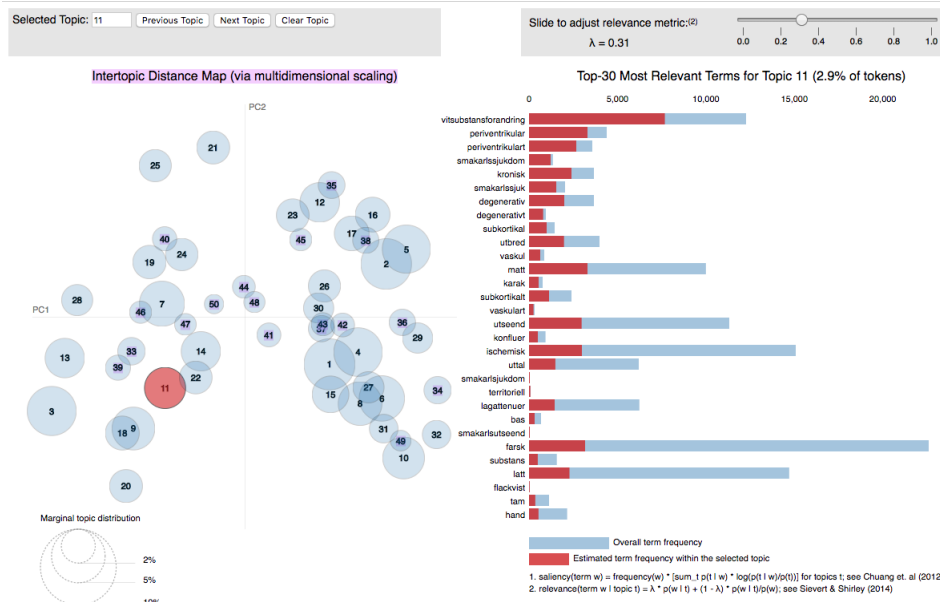 Selected Topic: 11 Previous Topic Next Topic Clear Topic
Slide to adjust relevance metric:(2)
λ = 0.31
0.0 0.2 0.4 0.6 0.8 1.0
Intertopic Distance Map (via multidimensional scaling)
PC2
PC1
21
25
35
12
23
16
17
45
38
5
40
24
2
19
44
26
28
7
50
48
30
46
47
43
37
42
36
41
29
33
14
4
13
39
1
22
11
27
34
15
8
6
3
9
18
31
32
49
10
20
Marginal topic distribution
2%
5%
10%
Top-30 Most Relevant Terms for Topic 11 (2.9% of tokens)
0 5,000 10,000 15,000 20,000
vitsubstansforandring
periventrikular
periventrikulart
smakarlssjukdom
kronisk
smakarlssjuk
degenerativ
degenerativt
subkortikal
utbred
vaskul
matt
karak
subkortikalt
vaskulart
utseend
konfluer
ischemisk
uttal
smakarlsjukdom
territoriell
lagattenuer
bas
smakarlsutseend
farsk
substans
latt
flackvist
tam
hand
Overall term frequency
Estimated term frequency within the selected topic
1. saliency(term w) = frequency(w) * [sum_t p(t | w) * log(p(t | w)/p(t))] for topics t; see Chuang et. al (2012
2. relevance(term w | topic t) = λ * p(w | t) + (1 - λ) * p(w | t)/p(w); see Sievert & Shirley (2014)